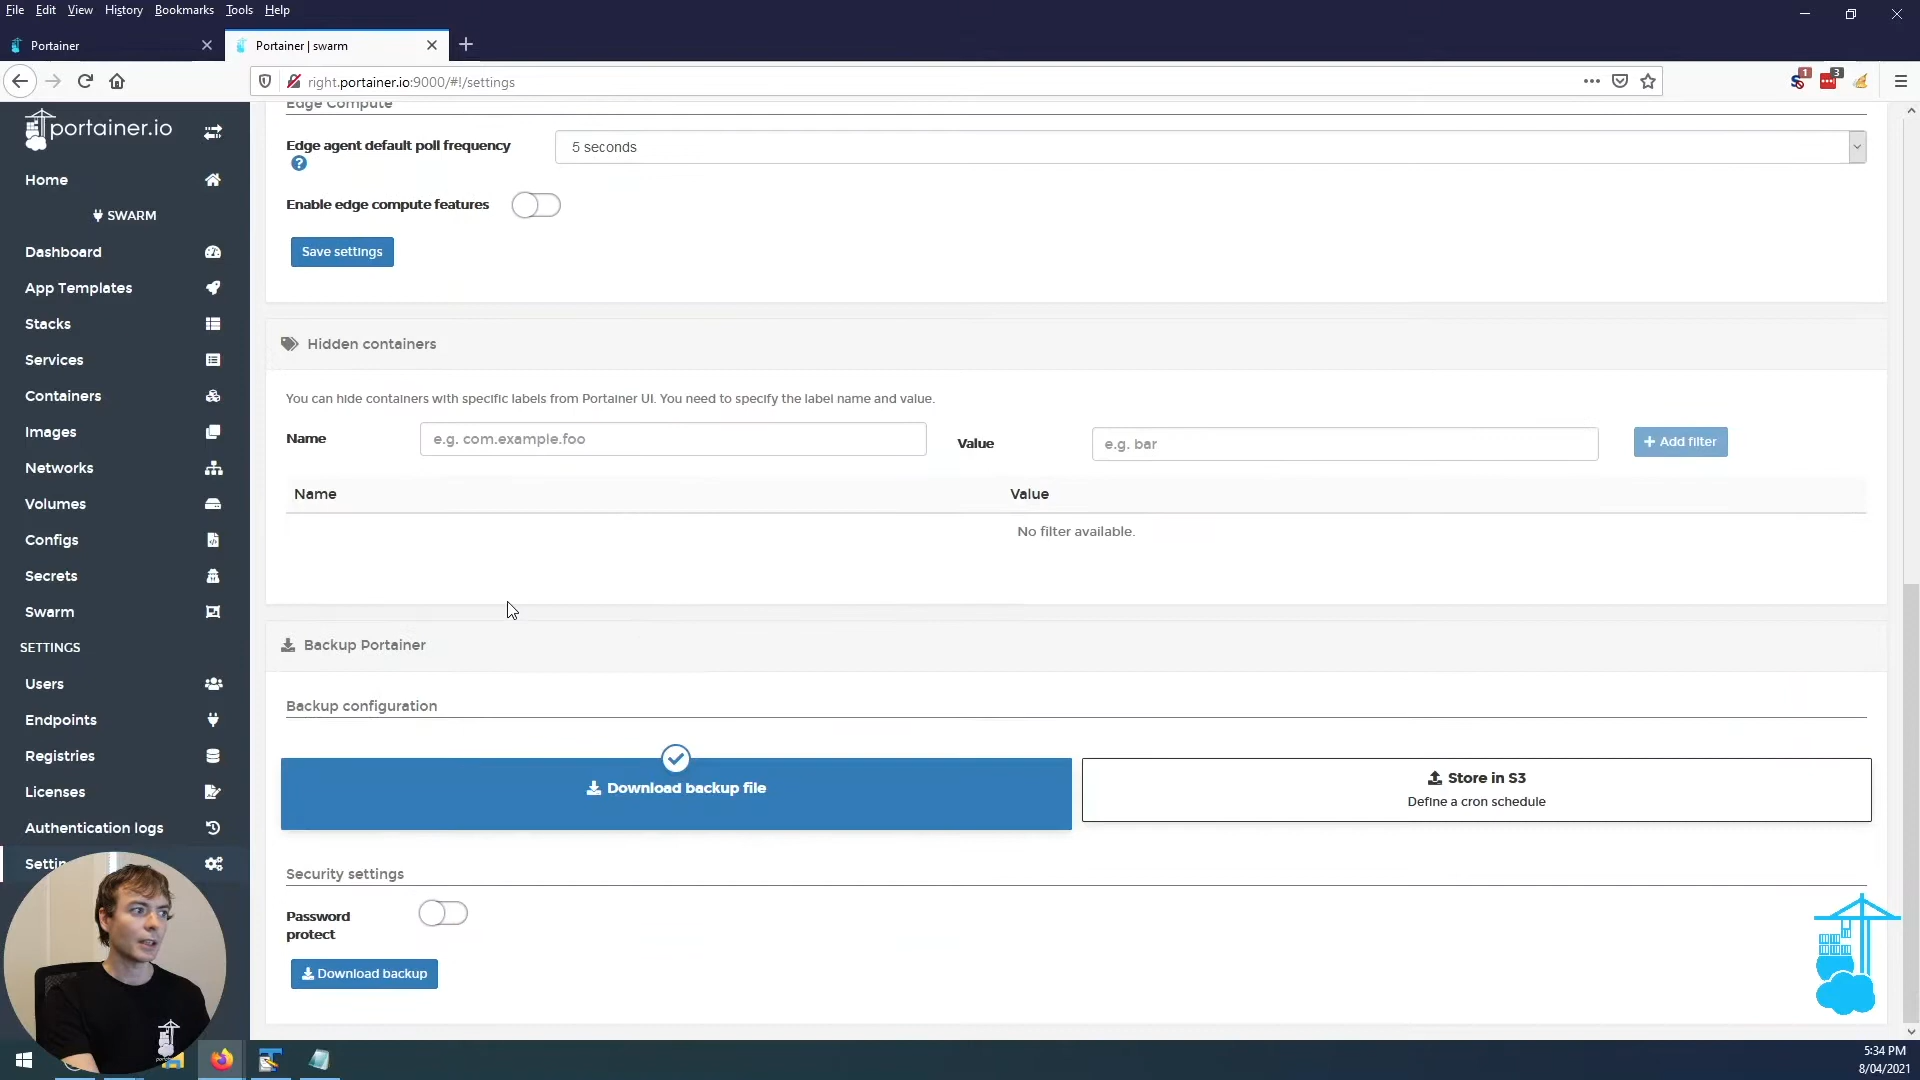 File Edit View History Bookmarks Tools Help
Portainer
Portainer | swarm
right.portainer.io:9000/#!/settings
1
3
portainer.io
Home
SWARM
Dashboard
App Templates
Stacks
Services
Containers
Images
Networks
Volumes
Configs
Secrets
Swarm
SETTINGS
Users
Endpoints
Registries
Licenses
Authentication logs
Settin
Edge Compute
Edge agent default poll frequency
5 seconds
Enable edge compute features
Save settings
Hidden containers
You can hide containers with specific labels from Portainer UI. You need to specify the label name and value.
Name
e.g. com.example.foo
Value
e.g. bar
Add filter
Name Value
No filter available.
Backup Portainer
Backup configuration
Download backup file
Store in S3
Define a cron schedule
Security settings
Password
protect
Download backup
5:34 PM
8/04/2021